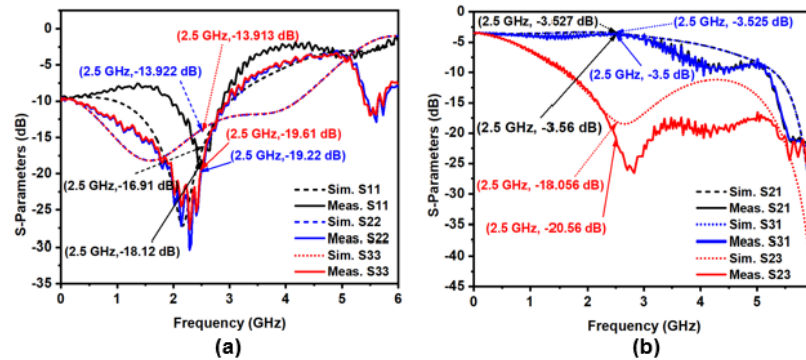 (2.5 GHz, -13.913 dB)
(2.5 GHz, -13.922 dB)
(2.5 GHz, -19.61 dB)
(2.5 GHz, -19.22 dB)
(2.5 GHz,
-16.91 dB)
(2.5 GHz,
-18.12 dB)
Sim. S11
Meas. S11
Sim. S22
Meas. S22
Sim. S33
Meas. S33
S-Parameters (dB)
0
-5
-10
-15
-20
-25
-30
-35
0 1 2 3 4 5 6
Frequency (GHz)
(a)
(2.5 GHz, -3.527 dB)
(2.5 GHz, -3.525 dB)
(2.5 GHz, -3.5 dB)
(2.5 GHz, -3.56 dB)
(2.5 GHz, -18.056 dB)
(2.5 GHz, -20.56 dB)
Sim. S21
Meas. S21
Sim. S31
Meas. S31
Sim. S23
Meas. S23
S-Parameters (dB)
0
-5
-10
-15
-20
-25
-30
-35
-40
-45
0 1 2 3 4 5
Frequency (GHz)
(b)